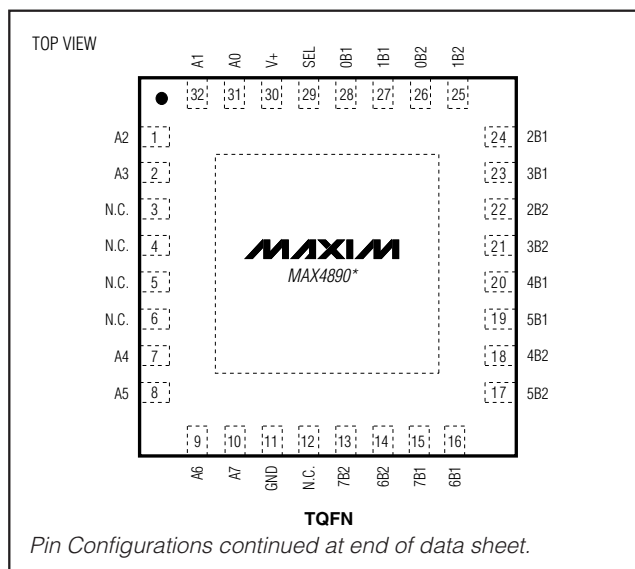 TOP VIEW
A1 A0 V+ SEL 0B1 1B1 0B2 1B2
32 31 30 29 28 27 26 25
A2 1 24 2B1
A3 2 23 3B1
N.C. 3 22 2B2
N.C. 4 21 3B2
MAXIM
MAX4890*
N.C. 5 20 4B1
N.C. 6 19 5B1
A4 7 18 4B2
A5 8 17 5B2
9 10 11 12 13 14 15 16
A6 A7 GND N.C. 7B2 6B2 7B1 6B1
TQFN
Pin Configurations continued at end of data sheet.